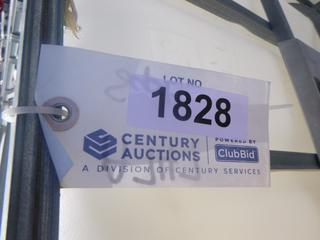 LOT NO.
1828
CENTURY
AUCTIONS
POWERED BY
ClubBid
A DIVISION OF CENTURY SERVICES